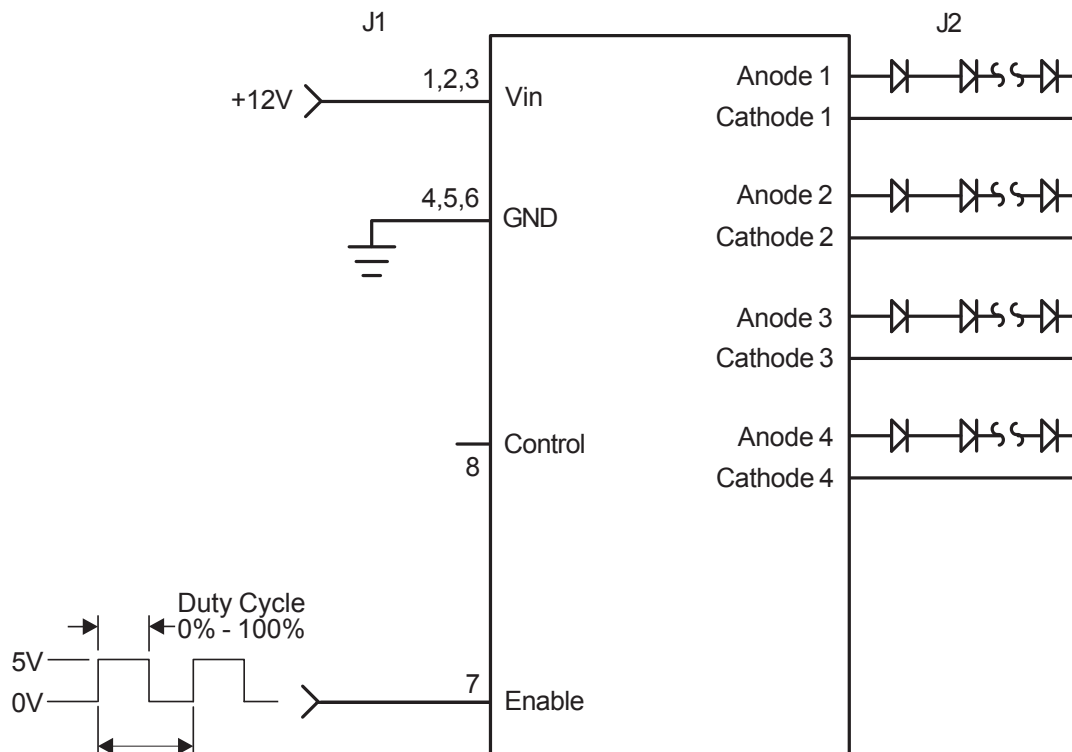 J1
J2
+12V
1,2,3
Vin
4,5,6
GND
8
Control
Duty Cycle
0% - 100%
5V
0V
7
Enable
Anode 1
Cathode 1
Anode 2
Cathode 2
Anode 3
Cathode 3
Anode 4
Cathode 4